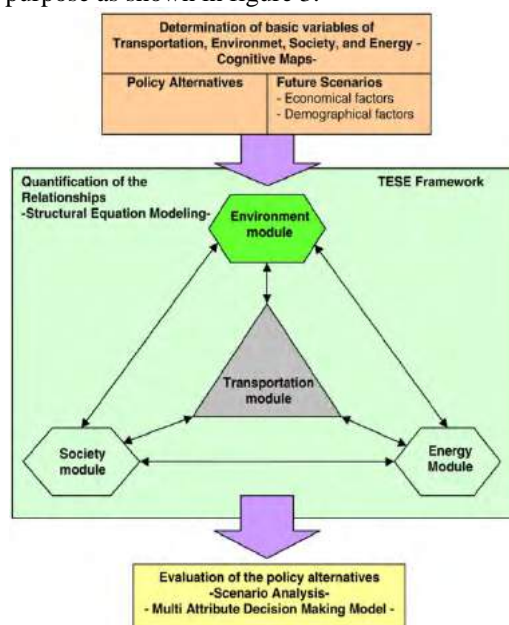 purpose as shown in figure 3.
Determination of basic variables of
Transportation, Environmet, Society, and Energy -
Cognitive Maps-
Policy Alternatives
Future Scenarios
- Economical factors
- Demographical factors
Quantification of the
Relationships
-Structural Equation Modeling-
TESE Framework
Environment
module
Transportation
module
Society
module
Energy
Module
Evaluation of the policy alternatives
-Scenario Analysis-
- Multi Attribute Decision Making Model -